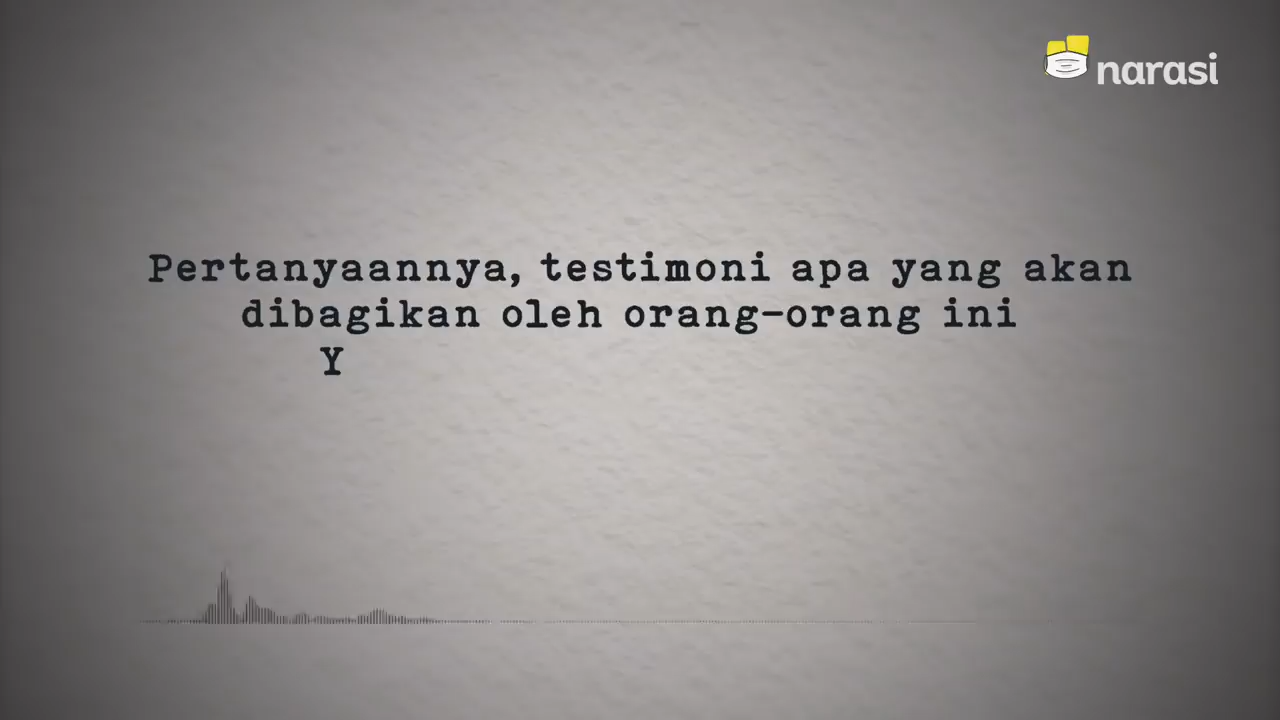 narasi
Pertanyaannya, testimoni apa yang akan
dibagikan oleh orang-orang ini
Y